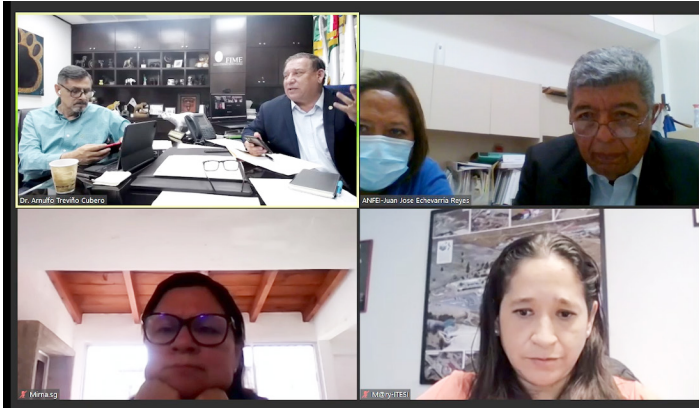 FIME
Dr. Arnulfo Treviño Cubero
ANFEI-Juan Jose Echevarria Reyes
Mirna.sg
M@ry-ITESI